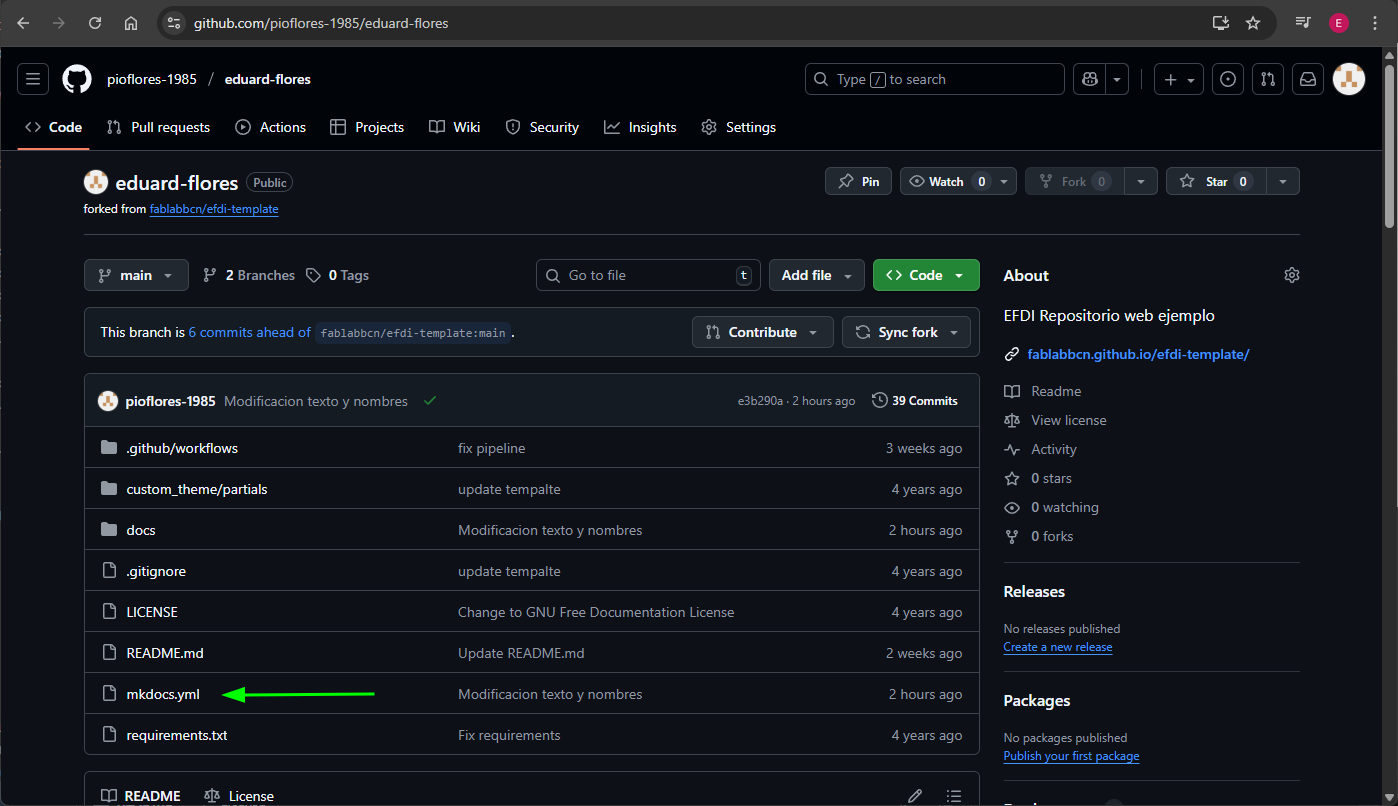 github.com/pioflores-1985/eduard-flores
E
pioflores-1985 / eduard-flores
Type / to search
Code Pull requests Actions Projects Wiki Security Insights Settings
eduard-flores Public
Pin Watch 0 Fork 0 Star 0
forked from fablabbcn/efdi-template
main 2 Branches 0 Tags Go to file t Add file Code
About
EFDI Repositorio web ejemplo
This branch is 6 commits ahead of fablabbcn/efdi-template:main .
Contribute Sync fork
fablabbcn.github.io/efdi-template/
pioflores-1985 Modificacion texto y nombres e3b290a · 2 hours ago 39 Commits
Readme
View license
Activity
0 stars
0 watching
0 forks
.github/workflows fix pipeline 3 weeks ago
custom_theme/partials update tempalte 4 years ago
docs Modificacion texto y nombres 2 hours ago
.gitignore update tempalte 4 years ago
LICENSE Change to GNU Free Documentation License 4 years ago
README.md Update README.md 2 weeks ago
mkdocs.yml Modificacion texto y nombres 2 hours ago
requirements.txt Fix requirements 4 years ago
Releases
No releases published
Create a new release
Packages
No packages published
Publish your first package
README License